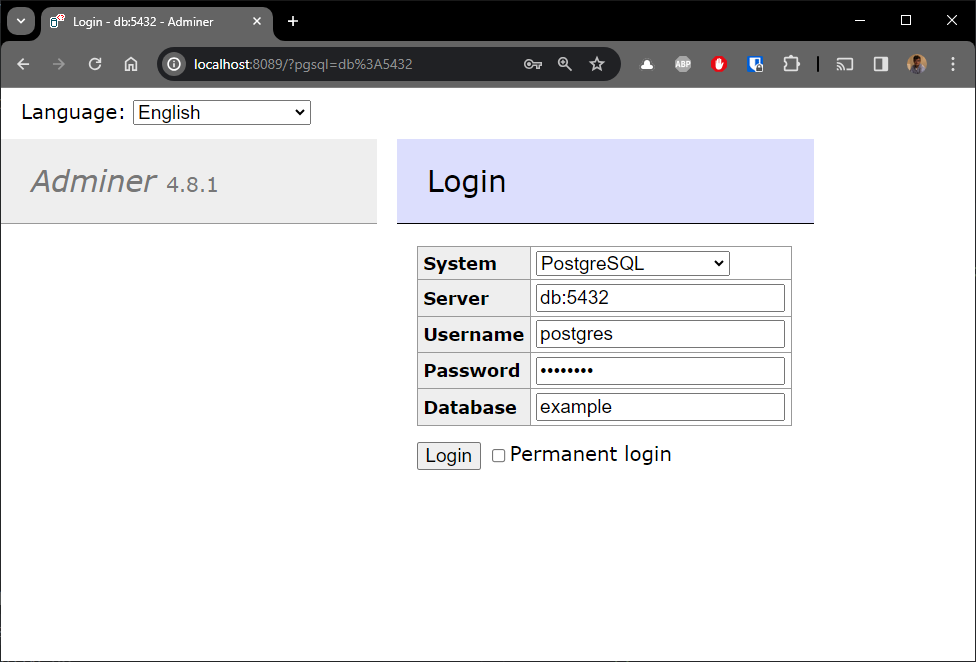 Login - db:5432 - Adminer
localhost:8089/?pgsql=db%3A5432
ABP
Language: English
Adminer 4.8.1
Login
System PostgreSQL
Server db:5432
Username postgres
Password ••••••••
Database example
Login Permanent login